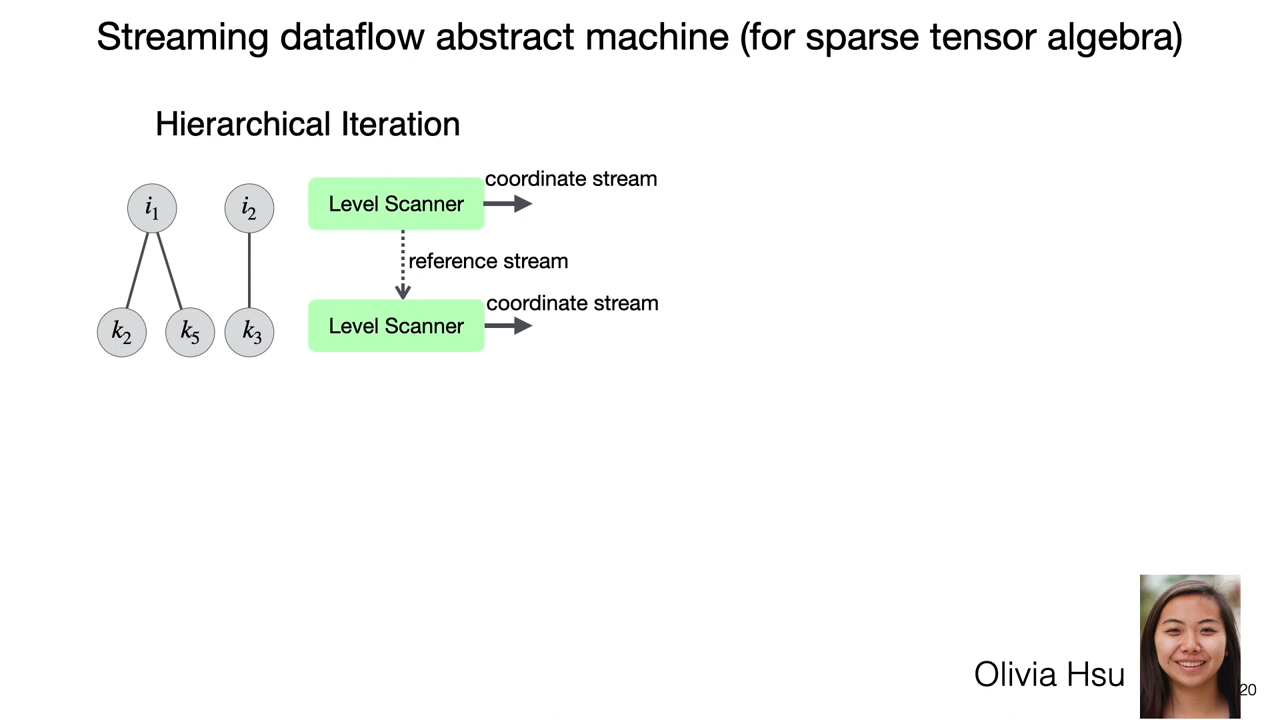 Streaming dataflow abstract machine (for sparse tensor algebra)
Hierarchical Iteration
i1
i2
k2
k5
k3
Level Scanner
coordinate stream
reference stream
Level Scanner
coordinate stream
Olivia Hsu
20